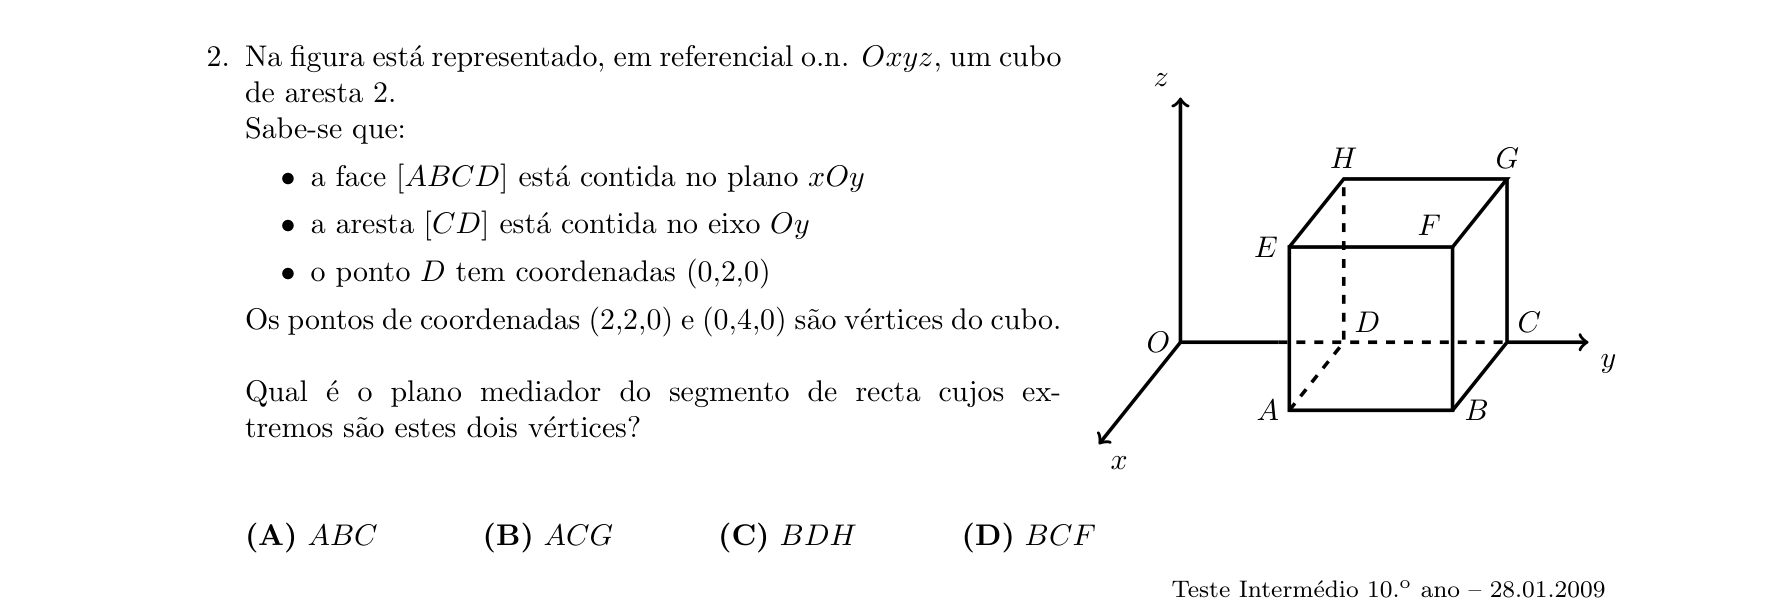 2. Na figura está representado, em referencial o.n. Oxyz, um cubo
de aresta 2.
Sabe-se que:
• a face [ABCD] está contida no plano xOy
• a aresta [CD] está contida no eixo Oy
• o ponto D tem coordenadas (0,2,0)
Os pontos de coordenadas (2,2,0) e (0,4,0) são vértices do cubo.
Qual é o plano mediador do segmento de recta cujos ex-
tremos são estes dois vértices?
z
H
G
E
F
O
D
C
y
A
B
x
(A) ABC (B) ACG (C) BDH (D) BCF
Teste Intermédio 10.º ano – 28.01.2009